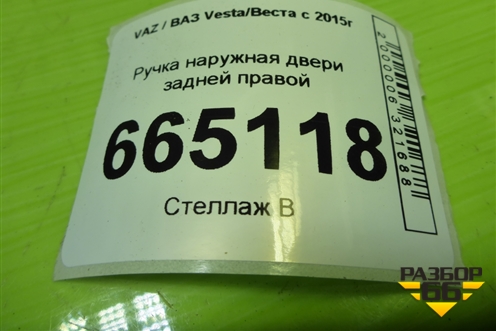 VAZ / ВАЗ Vesta/Веста с 2015г
Ручка наружная двери
задней правой
665118
Стеллаж В
2000006321688
РАЗБОР
66